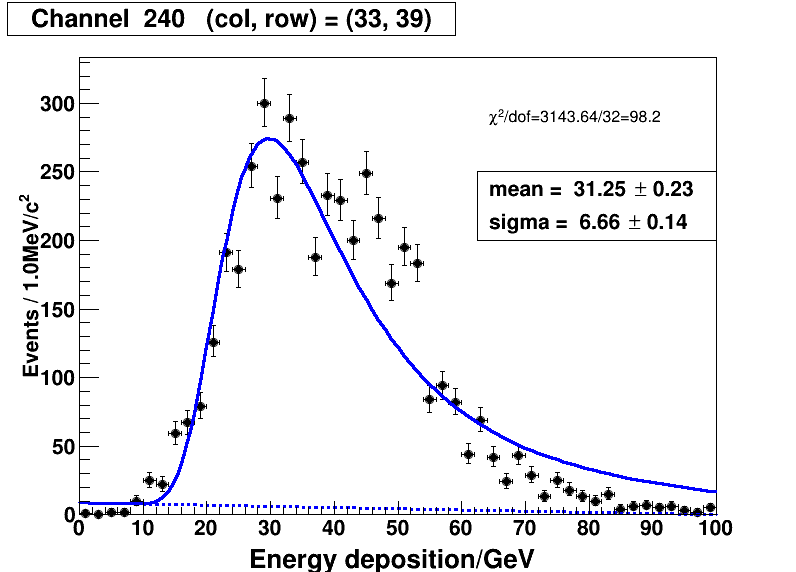 Channel 240 (col, row) = (33, 39)
χ²/dof=3143.64/32=98.2
mean = 31.25 ± 0.23
sigma = 6.66 ± 0.14
Events / 1.0MeV/c²
300
250
200
150
100
50
0
0 10 20 30 40 50 60 70 80 90 100
Energy deposition/GeV